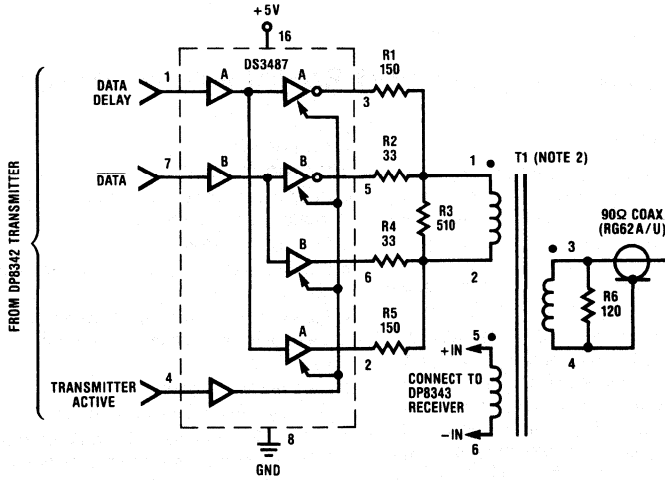 +5V
16
DS3487
FROM DP8342 TRANSMITTER
DATA
DELAY
1
A
A
3
R1
150
DATA
7
B
B
5
R2
33
B
6
R4
33
R3
510
A
2
R5
150
TRANSMITTER
ACTIVE
4
8
GND
1
2
T1 (NOTE 2)
5
+IN
CONNECT TO
DP8343
RECEIVER
-IN
6
3
4
R6
120
90Ω COAX
(RG62A/U)